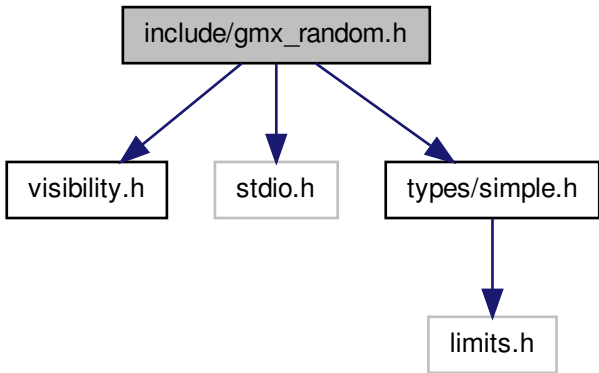 include/gmx_random.h
visibility.h
stdio.h
types/simple.h
limits.h